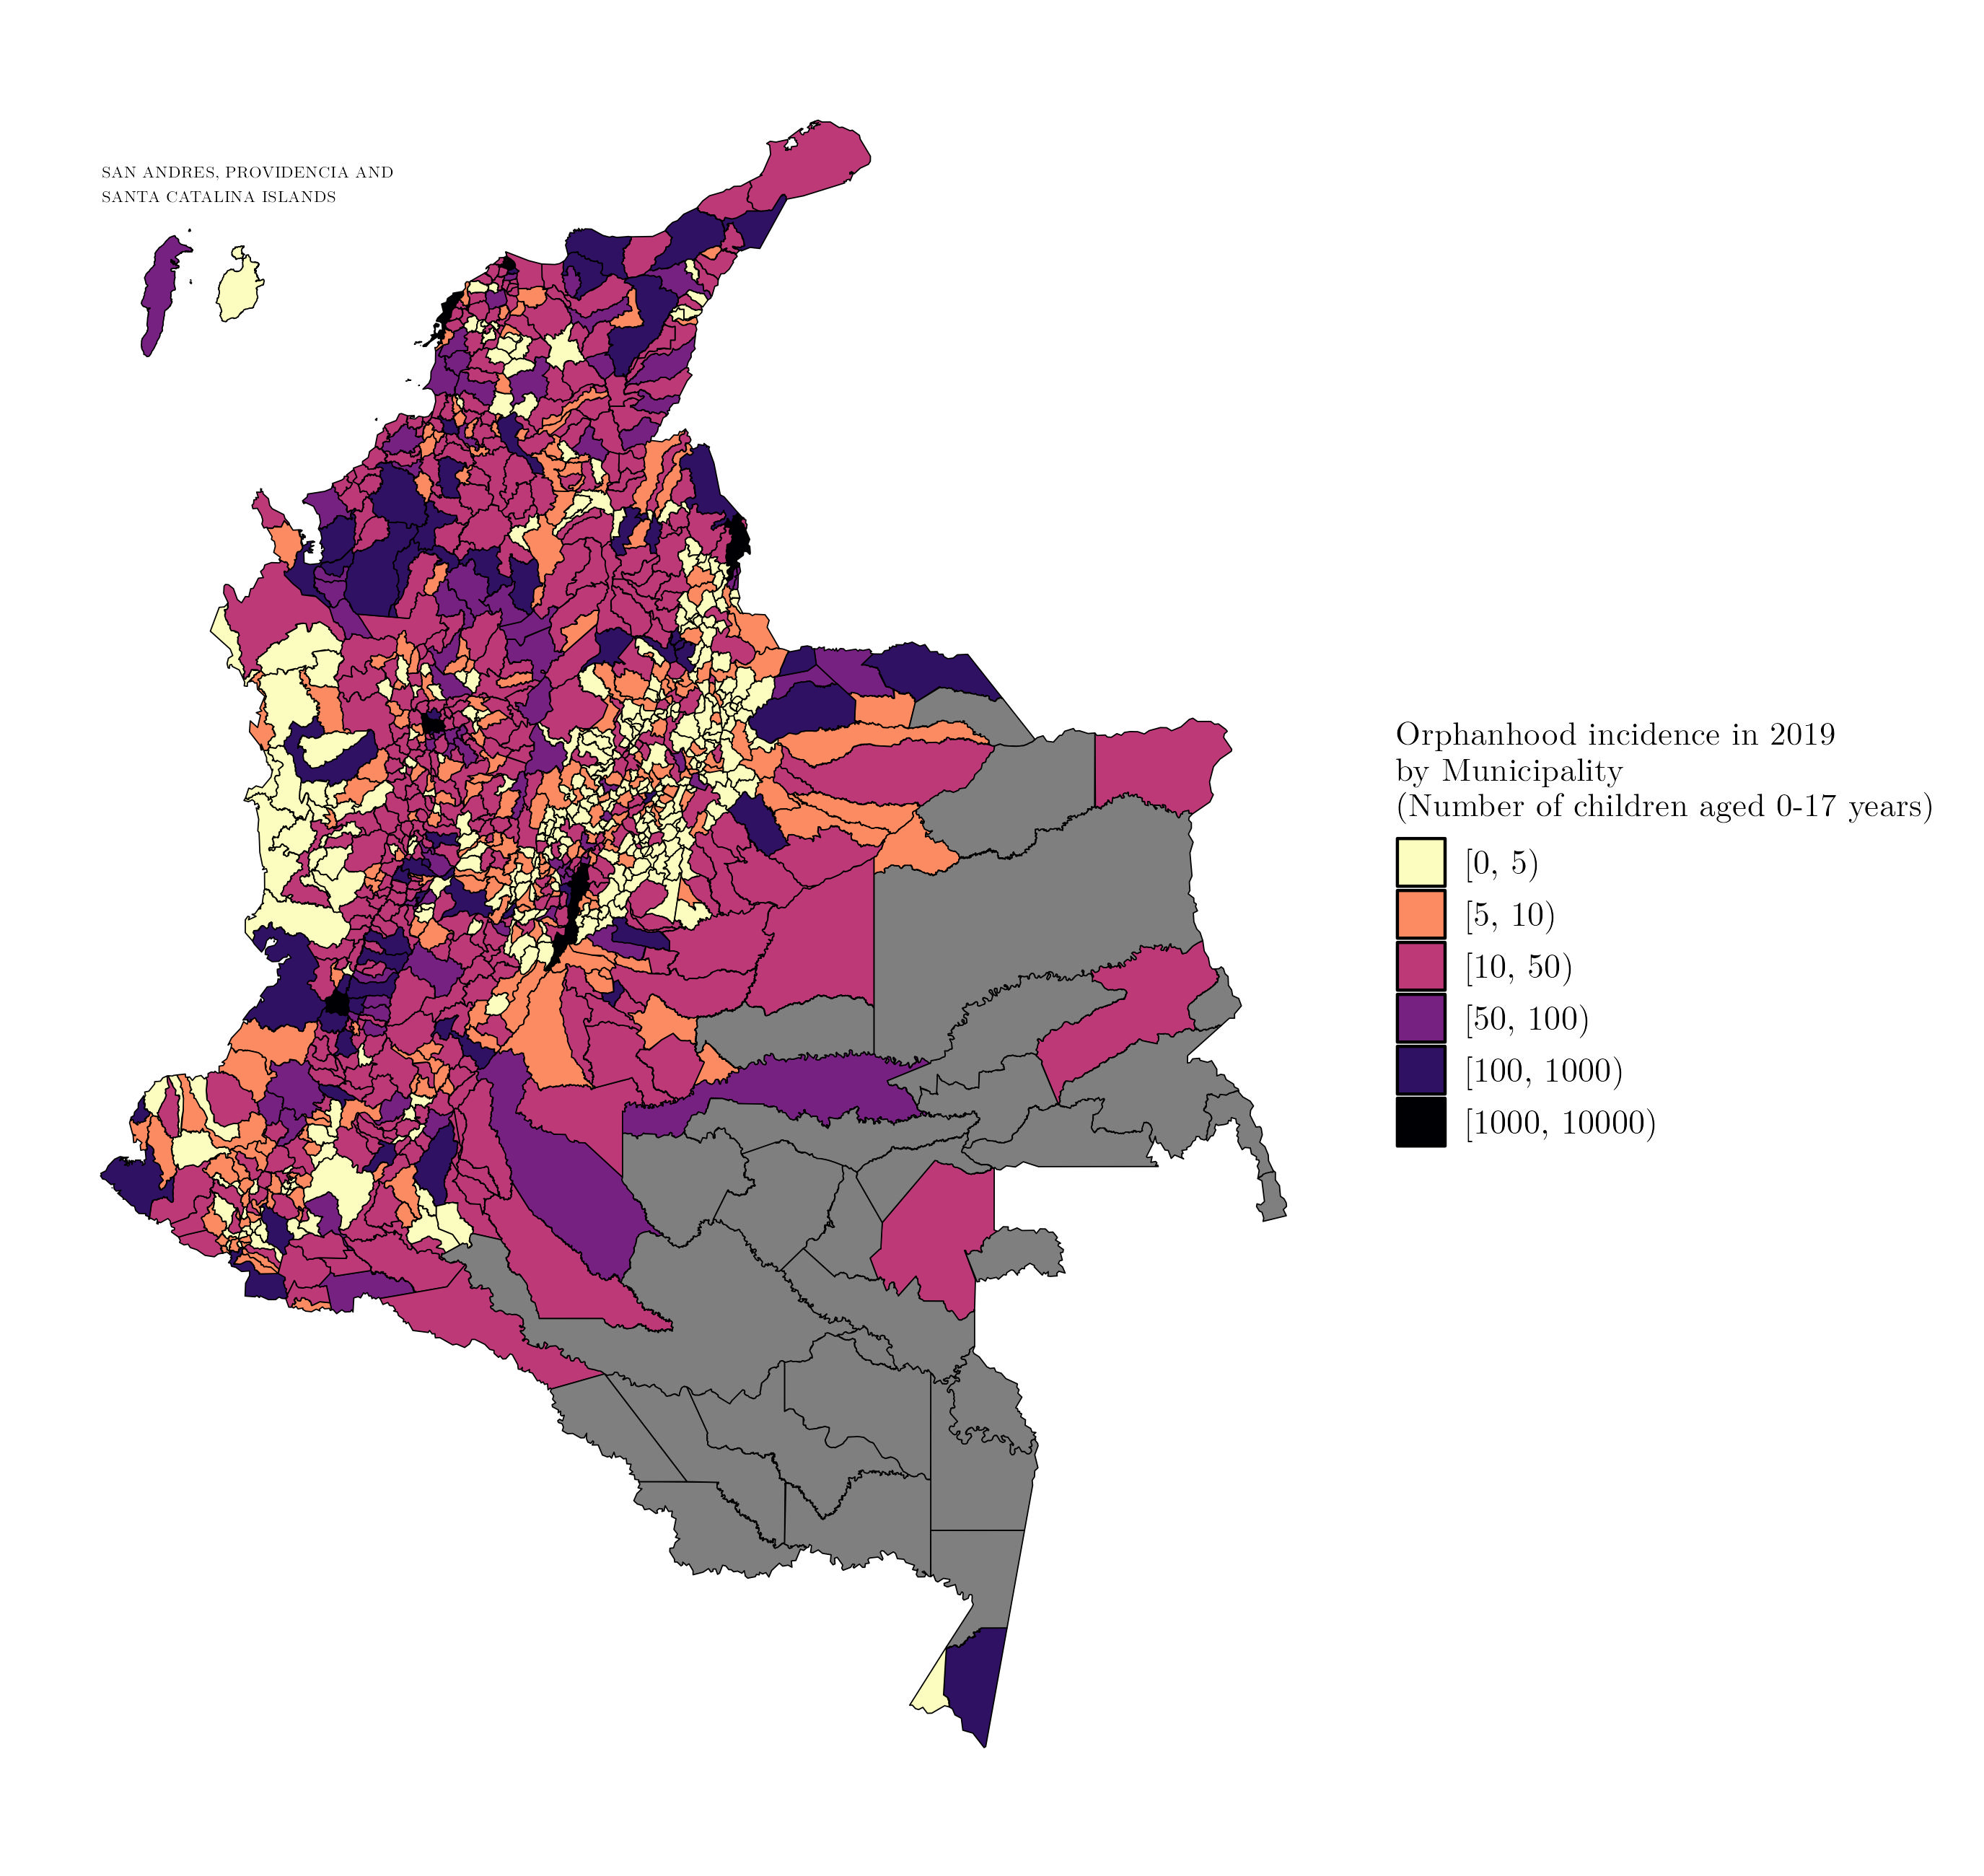 SAN ANDRES, PROVIDENCIA AND
SANTA CATALINA ISLANDS
Orphanhood incidence in 2019
by Municipality
(Number of children aged 0-17 years)
[0, 5)
[5, 10)
[10, 50)
[50, 100)
[100, 1000)
[1000, 10000)